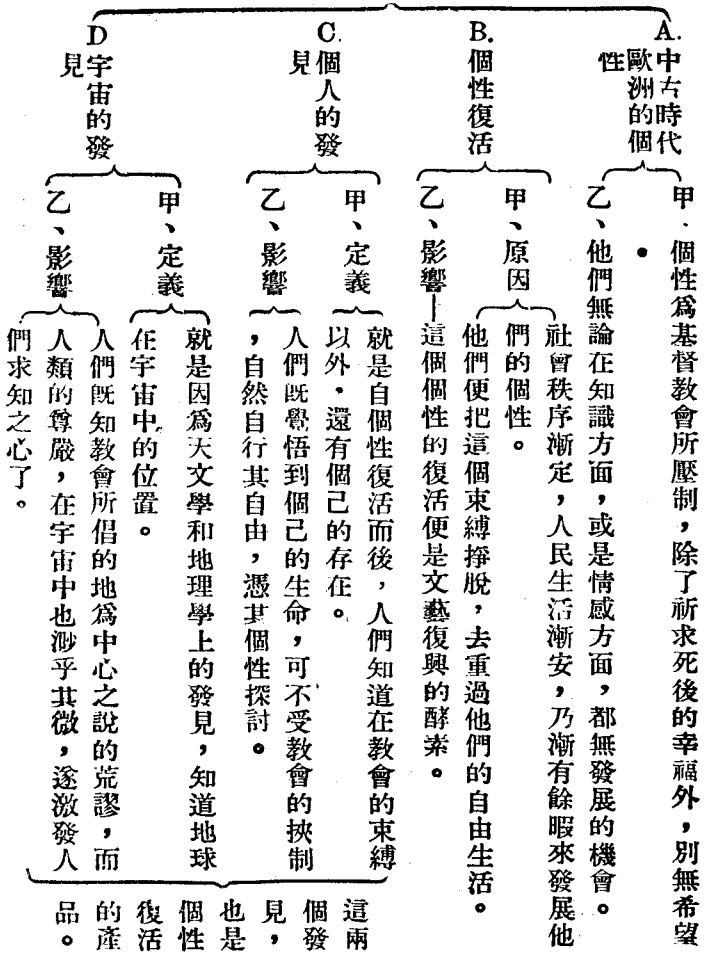 A. 中古時代
歐洲的個
性
甲．個性爲基督教會所壓制，除了祈求死後的幸福外，別無希望
。
乙、他們無論在知識方面，或是情感方面，都無發展的機會。
B. 個性復活
甲、原因
社會秩序漸定，人民生活漸安，乃漸有餘暇來發展他
們的個性。
他們便把這個束縛掙脫，去重過他們的自由生活。
乙、影響—這個個性的復活便是文藝復興的酵素。
C. 個人的發
見
甲、定義
就是自個性復活而後，人們知道在教會的束縛
以外，還有個己的存在。
乙、影響
人們既覺悟到個己的生命，可不受教會的挾制
，自然自行其自由，憑其個性探討。
D 宇宙的發
見
甲、定義
就是因爲天文學和地理學上的發見，知道地球
在宇宙中的位置。
乙、影響
人們既知教會所倡的地爲中心之說的荒謬，而
人類的尊嚴，在宇宙中也渺乎其微，遂激發人
們求知之心了。
這兩
個發
見，
也是
個性
復活
的產
品。